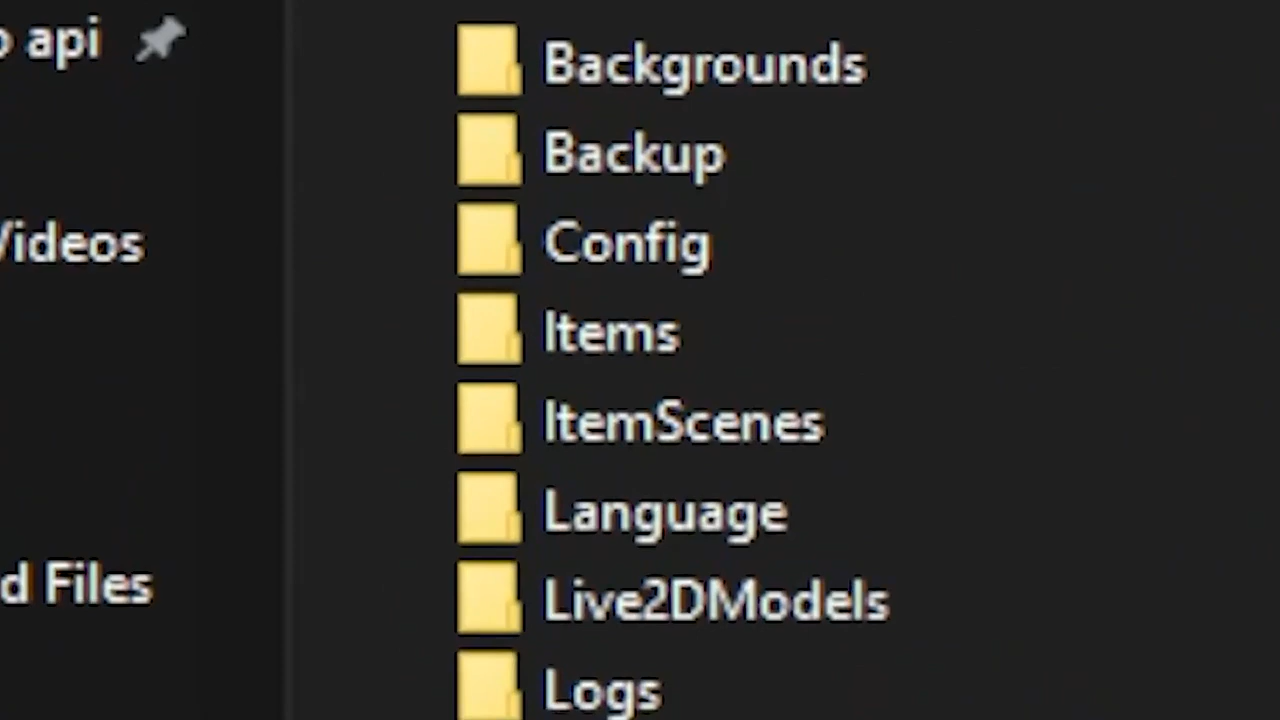 api
Videos
Files
Backgrounds
Backup
Config
Items
ItemScenes
Language
Live2DModels
Logs